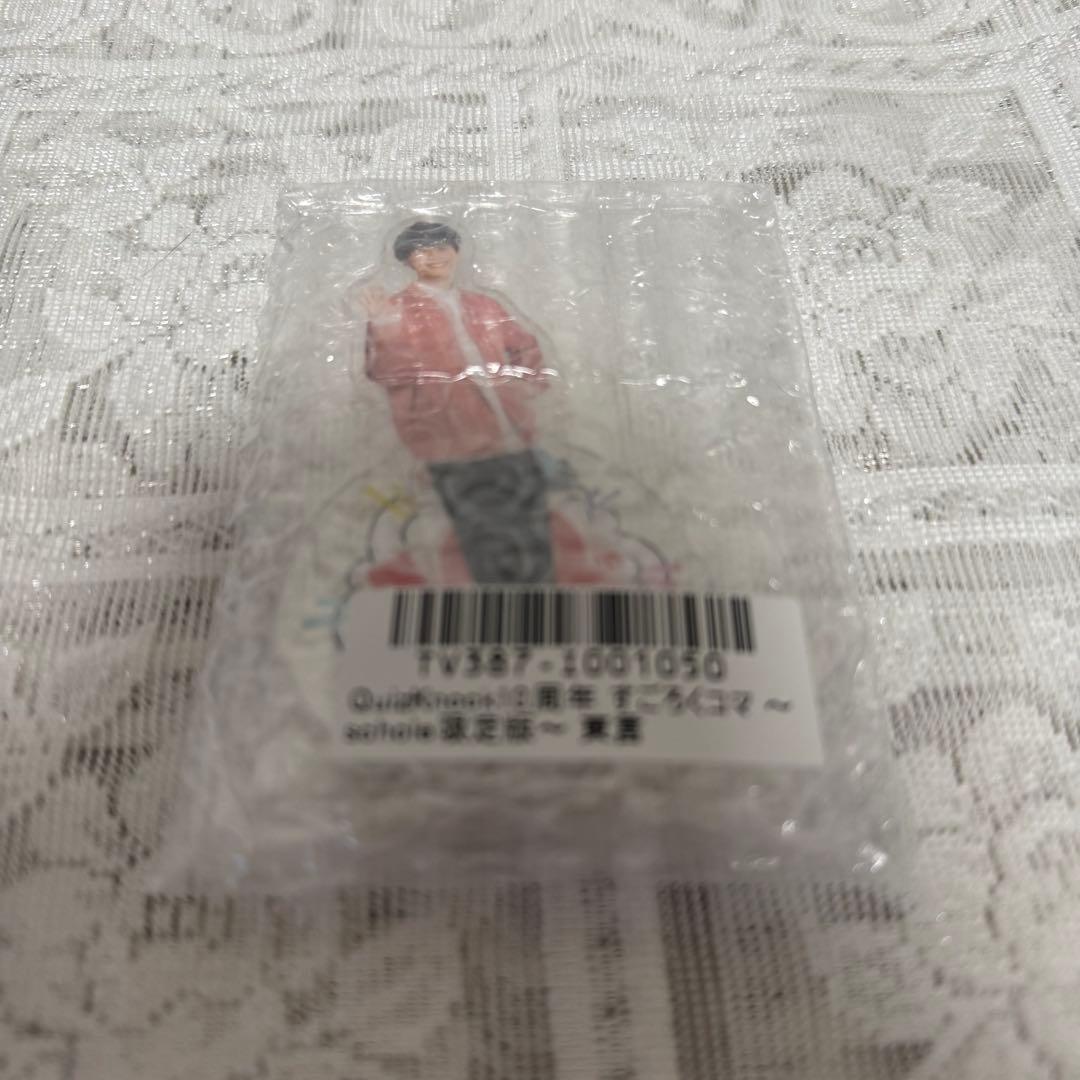 TV387-1001050
QuizKnock10周年 すごろくコマ ～
sohole限定版～ 東言